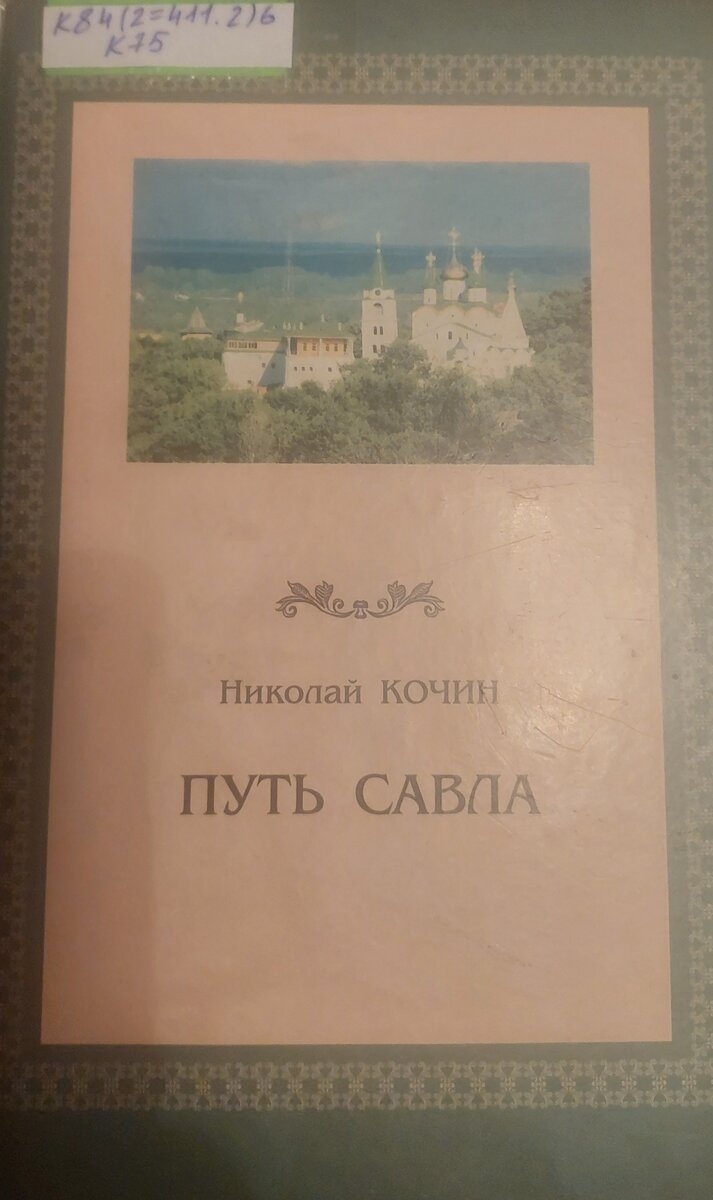 К84(2=411.2)6
К75
Николай КОЧИН
ПУТЬ САВЛА